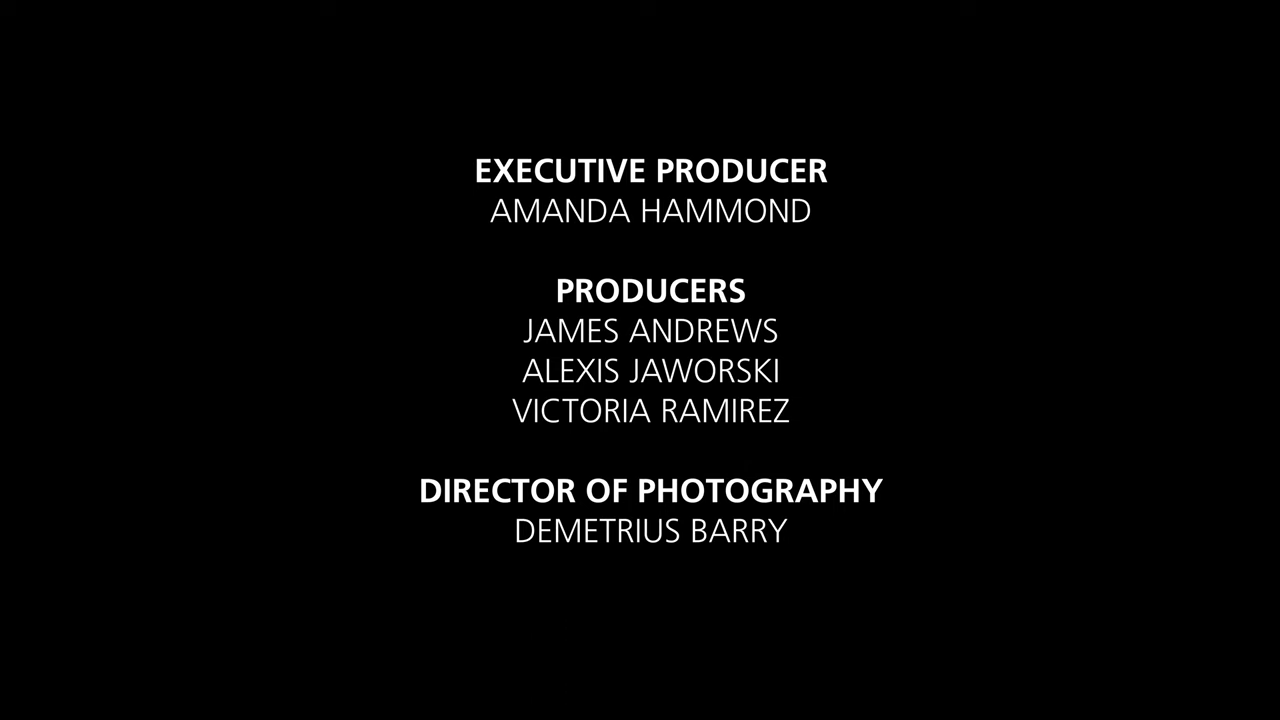 EXECUTIVE PRODUCER
AMANDA HAMMOND
PRODUCERS
JAMES ANDREWS
ALEXIS JAWORSKI
VICTORIA RAMIREZ
DIRECTOR OF PHOTOGRAPHY
DEMETRIUS BARRY